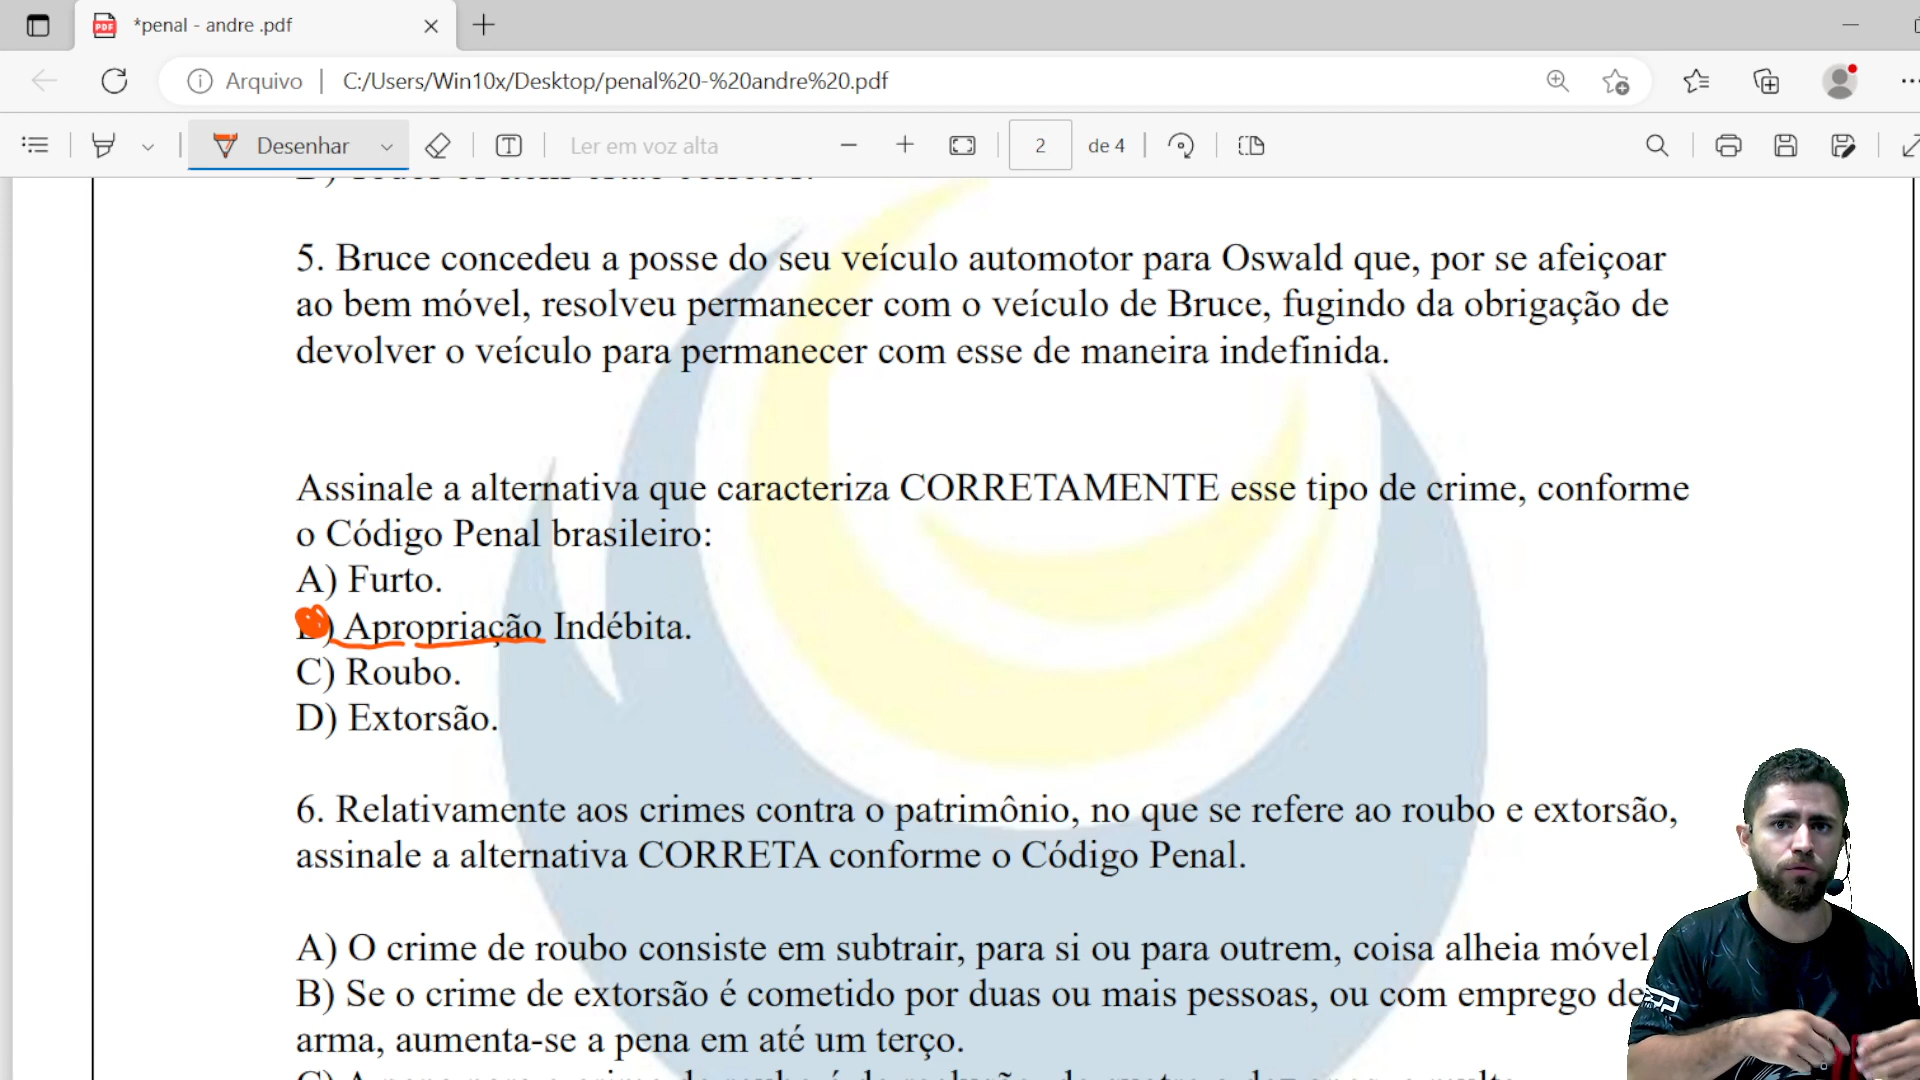 *penal - andre .pdf
Arquivo | C:/Users/Win10x/Desktop/penal%20-%20andre%20.pdf
Desenhar Ler em voz alta 2 de 4
5. Bruce concedeu a posse do seu veículo automotor para Oswald que, por se afeiçoar
ao bem móvel, resolveu permanecer com o veículo de Bruce, fugindo da obrigação de
devolver o veículo para permanecer com esse de maneira indefinida.
Assinale a alternativa que caracteriza CORRETAMENTE esse tipo de crime, conforme
o Código Penal brasileiro:
A) Furto.
B) Apropriação Indébita.
C) Roubo.
D) Extorsão.
6. Relativamente aos crimes contra o patrimônio, no que se refere ao roubo e extorsão,
assinale a alternativa CORRETA conforme o Código Penal.
A) O crime de roubo consiste em subtrair, para si ou para outrem, coisa alheia móvel.
B) Se o crime de extorsão é cometido por duas ou mais pessoas, ou com emprego de
arma, aumenta-se a pena em até um terço.